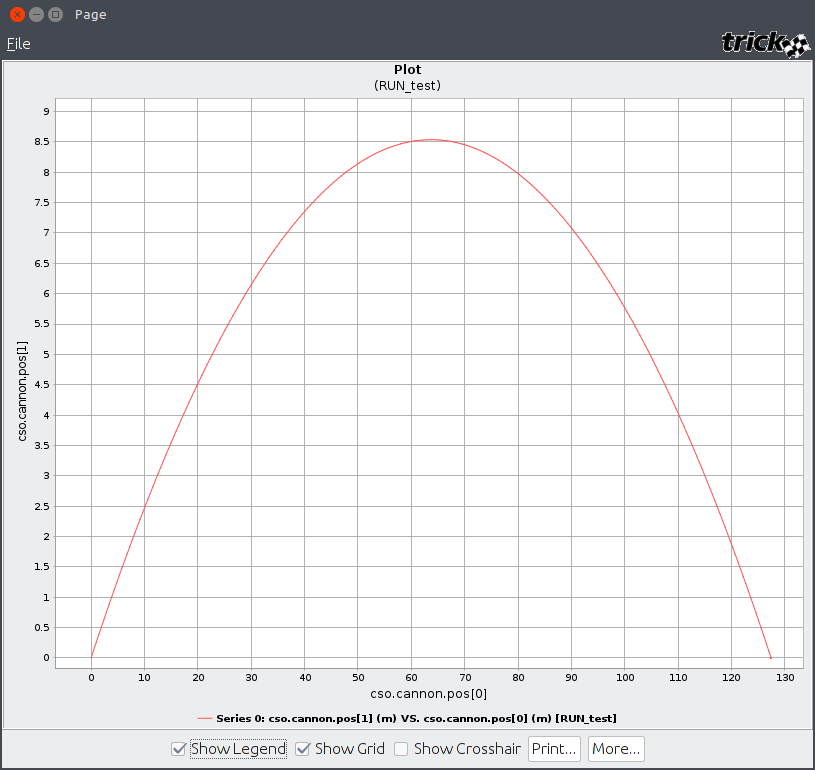 Page
File
trick
Plot
(RUN_test)
9
8.5
8
7.5
7
6.5
6
5.5
5
4.5
4
3.5
3
2.5
2
1.5
1
0.5
0
cso.cannon.pos[1]
0 10 20 30 40 50 60 70 80 90 100 110 120 130
cso.cannon.pos[0]
Series 0: cso.cannon.pos[1] (m) VS. cso.cannon.pos[0] (m) [RUN_test]
Show Legend Show Grid Show Crosshair Print... More...